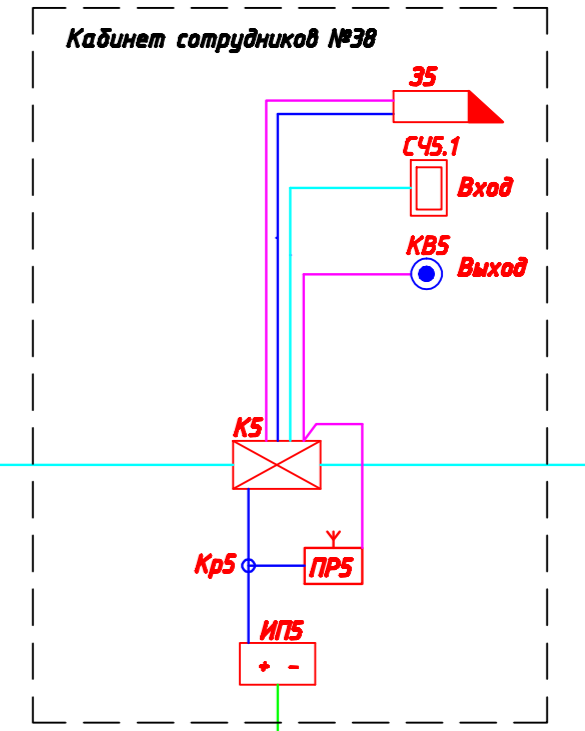 Кабинет сотрудников №38
Э5
СЧ5.1
Вход
КВ5
Выход
К5
Кр5
ПР5
ИП5
+ -